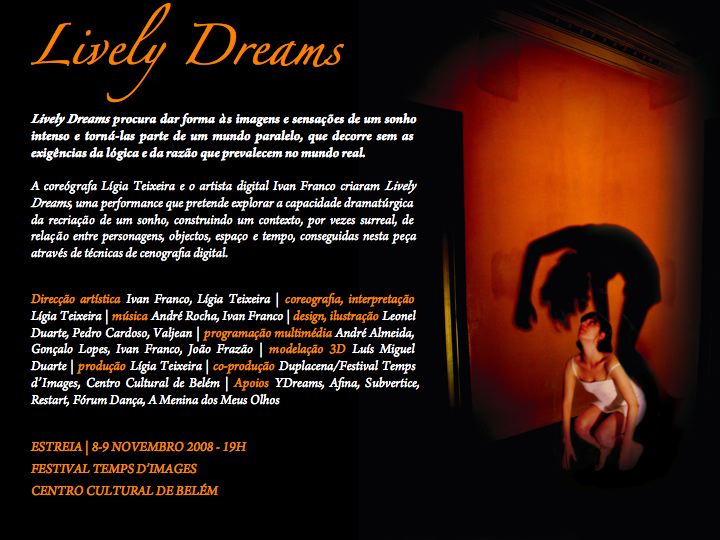 Lively Dreams
Lively Dreams procura dar forma às imagens e sensações de um sonho
intenso e torná-las parte de um mundo paralelo, que decorre sem as
exigências da lógica e da razão que prevalecem no mundo real.
A coreógrafa Lígia Teixeira e o artista digital Ivan Franco criaram Lively
Dreams, uma performance que pretende explorar a capacidade dramatúrgica
da recriação de um sonho, construindo um contexto, por vezes surreal, de
relação entre personagens, objectos, espaço e tempo, conseguidas nesta peça
através de técnicas de cenografia digital.
Direcção artística Ivan Franco, Lígia Teixeira | coreografia, interpretação
Lígia Teixeira | música André Rocha, Ivan Franco | design, ilustração Leonel
Duarte, Pedro Cardoso, Valjean | programação multimédia André Almeida,
Gonçalo Lopes, Ivan Franco, João Frazão | modelação 3D Luís Miguel
Duarte | produção Lígia Teixeira | co-produção Duplacena/Festival Temps
d'Images, Centro Cultural de Belém | Apoios YDreams, Afina, Subvertice,
Restart, Fórum Dança, A Menina dos Meus Olhos
ESTREIA | 8-9 NOVEMBRO 2008 - 19H
FESTIVAL TEMPS D'IMAGES
CENTRO CULTURAL DE BELÉM